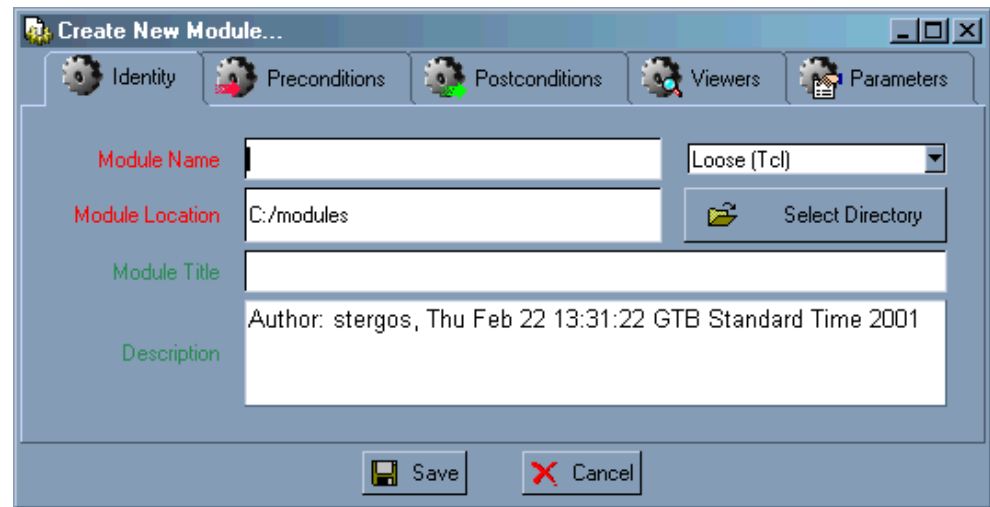 Create New Module...
Identity Preconditions Postconditions Viewers Parameters
Module Name Loose (Tcl)
Module Location C:/modules Select Directory
Module Title
Author: stergos, Thu Feb 22 13:31:22 GTB Standard Time 2001
Description
Save Cancel